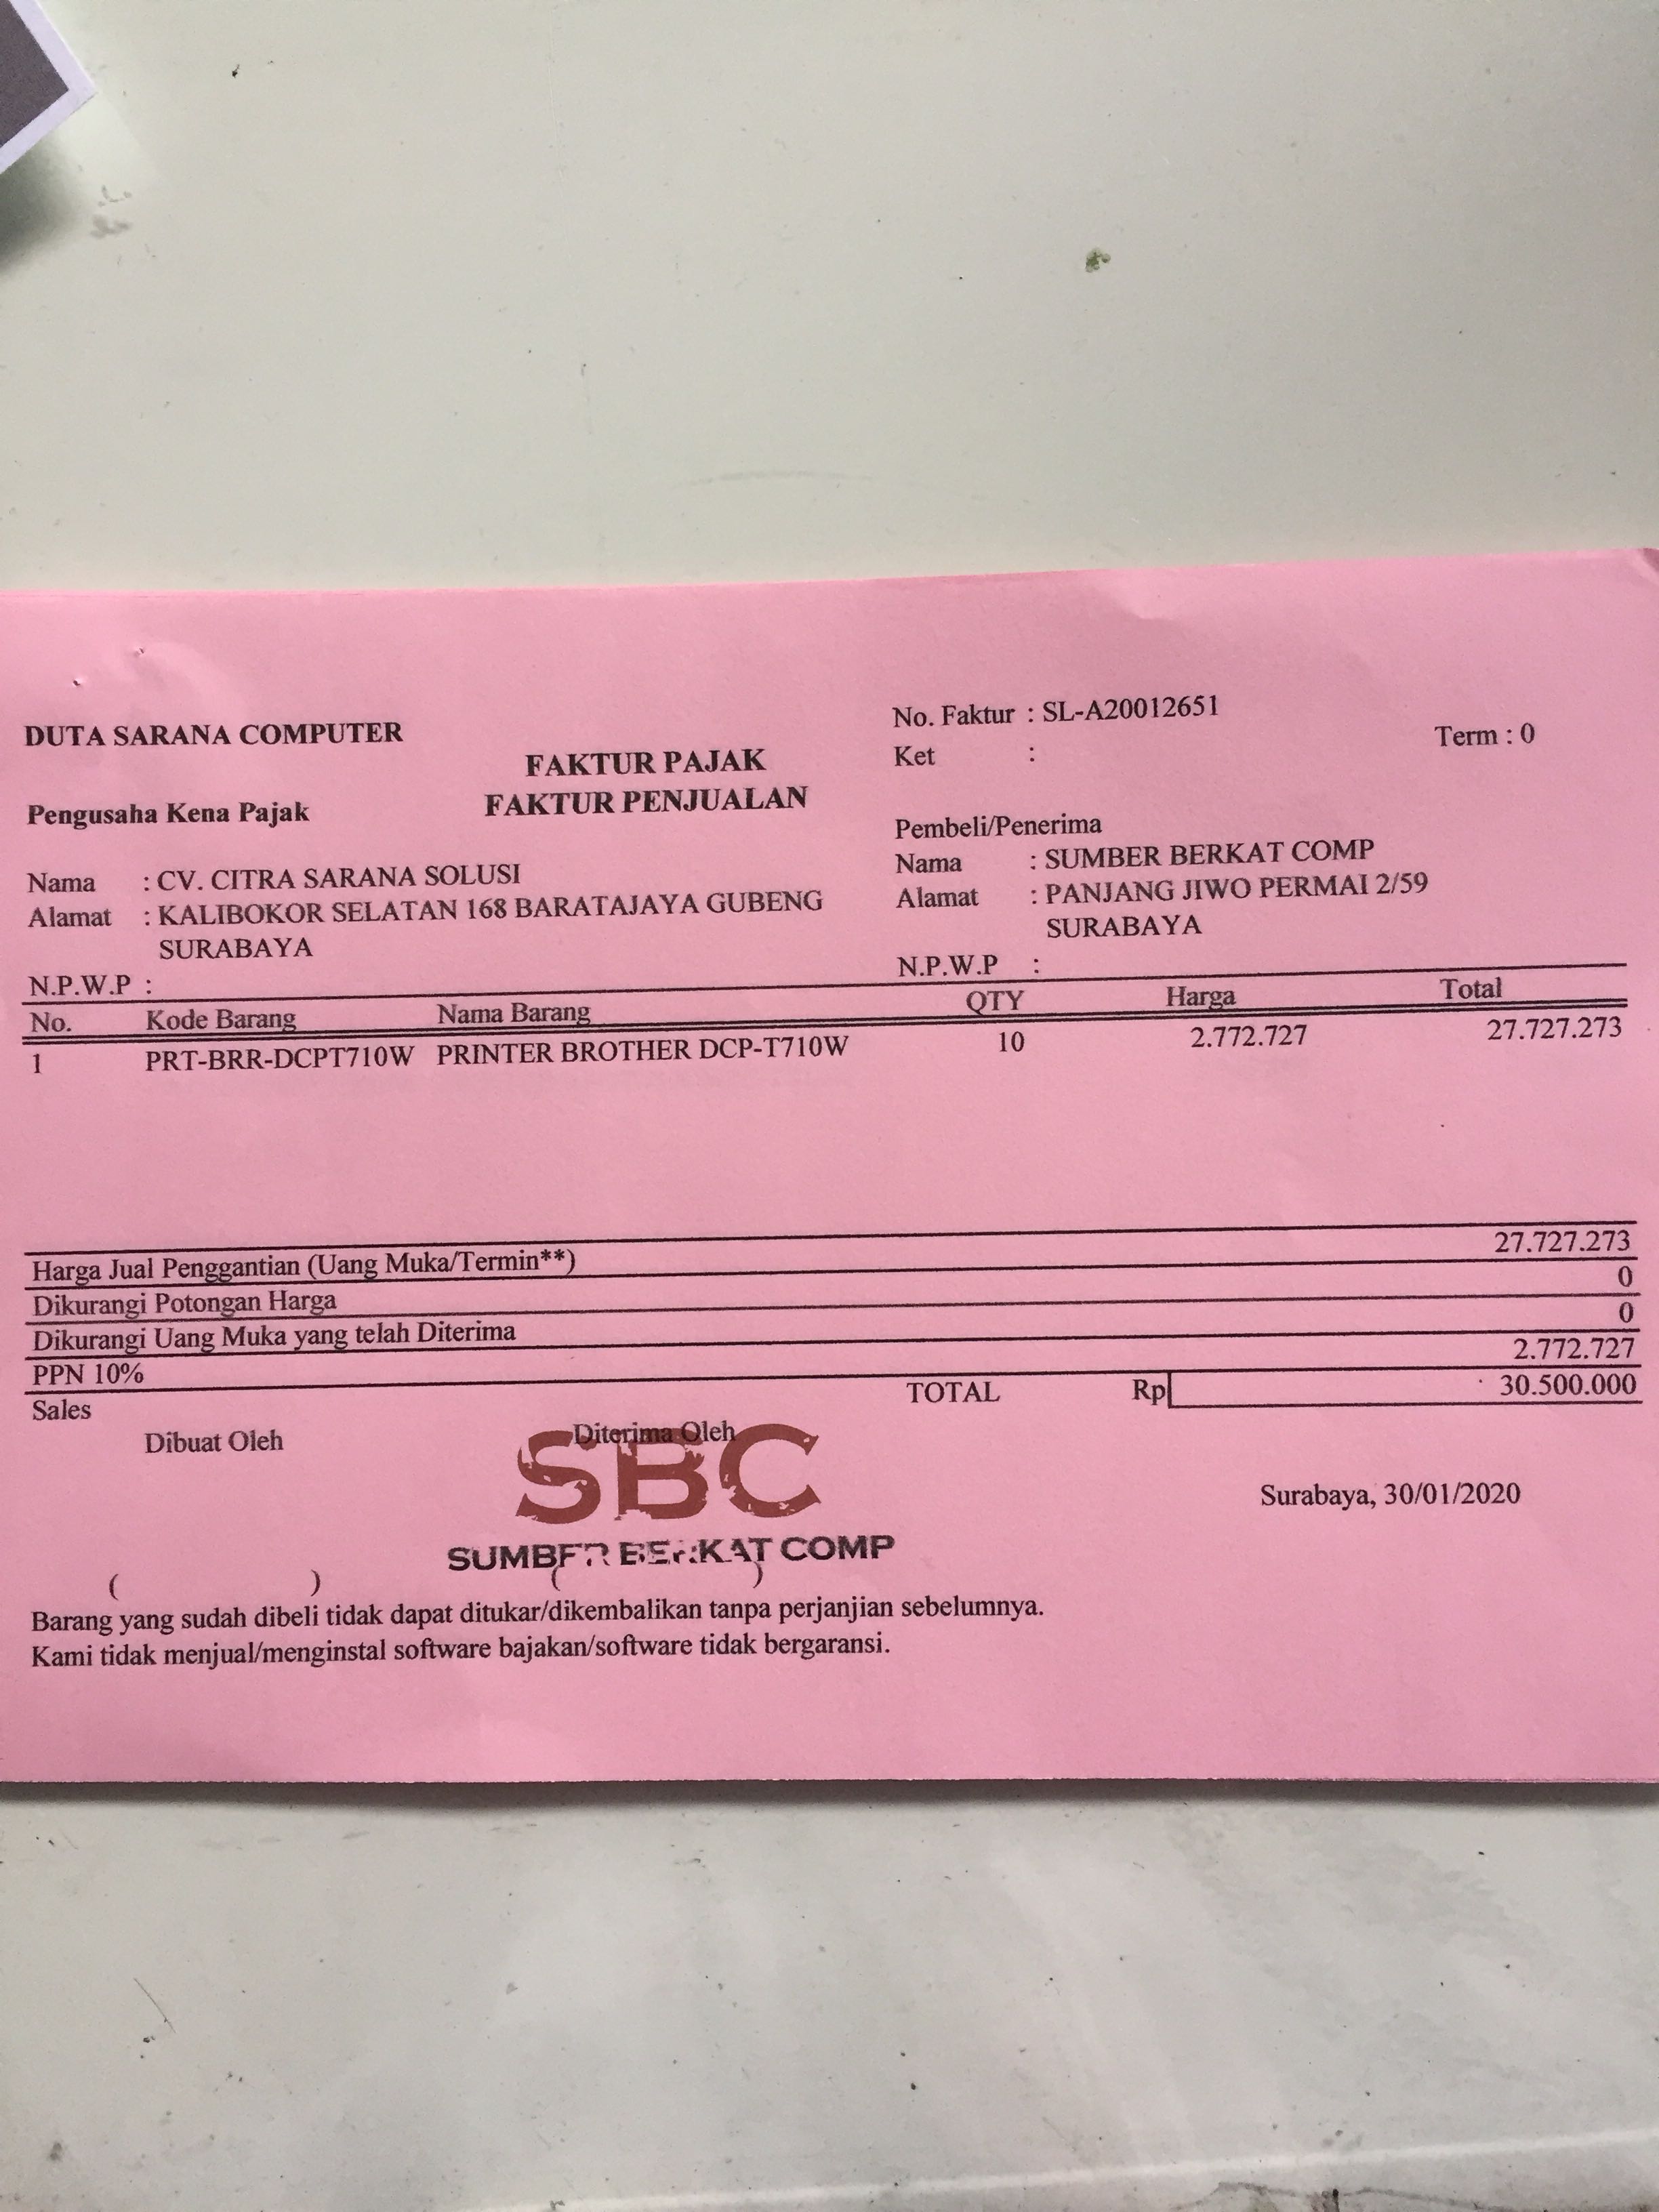 DUTA SARANA COMPUTER
FAKTUR PAJAK
FAKTUR PENJUALAN
No. Faktur : SL-A20012651
Ket :
Term : 0
Pengusaha Kena Pajak
Nama : CV. CITRA SARANA SOLUSI
Alamat : KALIBOKOR SELATAN 168 BARATAJAYA GUBENG
SURABAYA
N.P.W.P :
Pembeli/Penerima
Nama : SUMBER BERKAT COMP
Alamat : PANJANG JIWO PERMAI 2/59
SURABAYA
N.P.W.P :
No. Kode Barang Nama Barang QTY Harga Total
1 PRT-BRR-DCPT710W PRINTER BROTHER DCP-T710W 10 2.772.727 27.727.273
Harga Jual Penggantian (Uang Muka/Termin**) 27.727.273
Dikurangi Potongan Harga 0
Dikurangi Uang Muka yang telah Diterima 0
PPN 10% 2.772.727
Sales TOTAL Rp 30.500.000
Dibuat Oleh Diterima Oleh
SBC
SUMBER BERKAT COMP
Surabaya, 30/01/2020
( ) ( )
Barang yang sudah dibeli tidak dapat ditukar/dikembalikan tanpa perjanjian sebelumnya.
Kami tidak menjual/menginstal software bajakan/software tidak bergaransi.